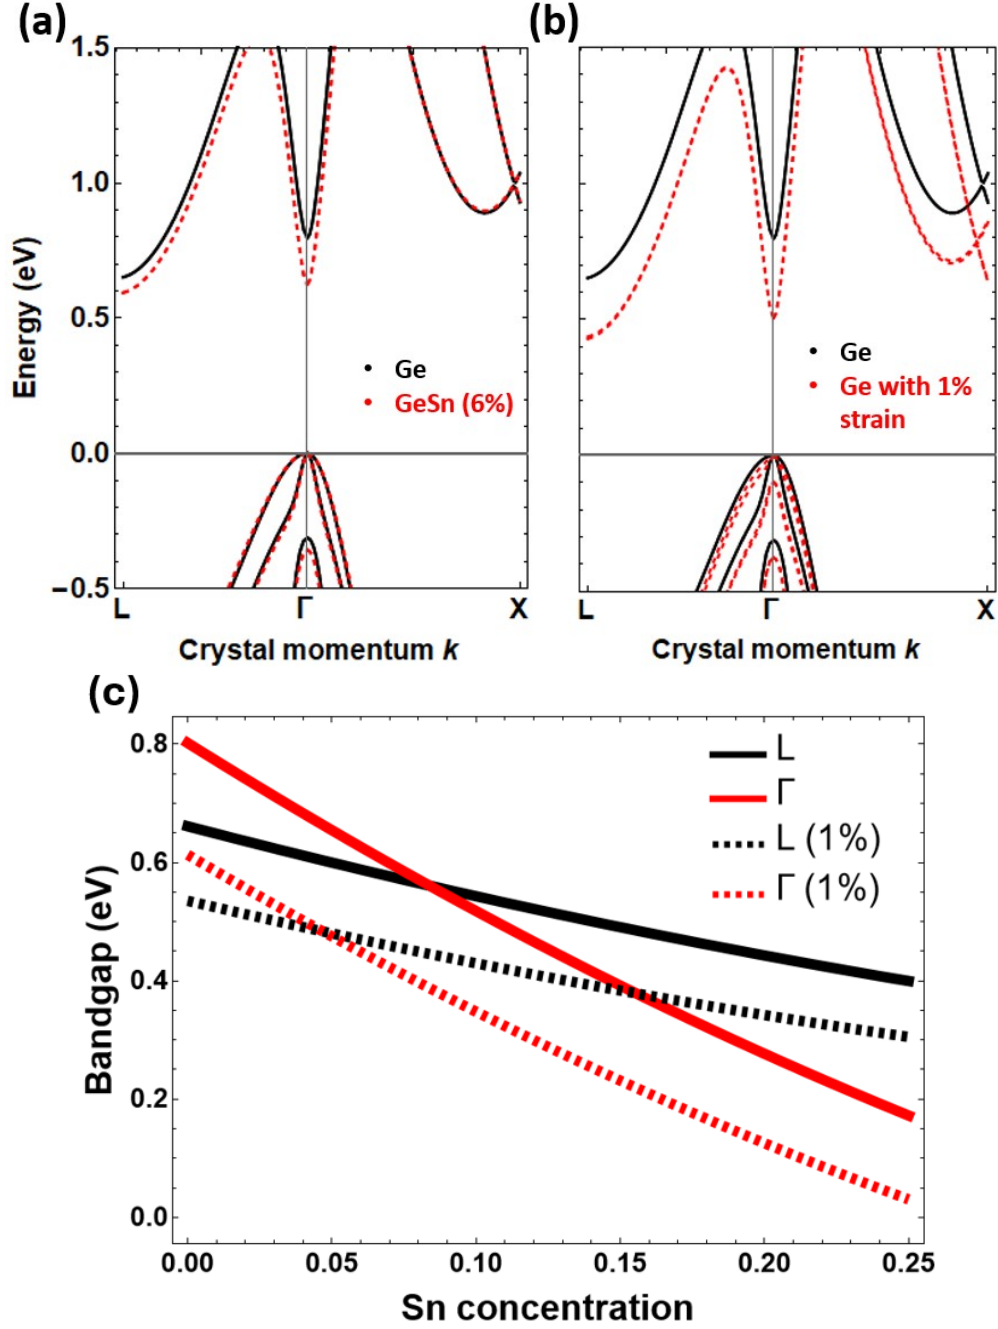 (a)
(b)
1.5
1.0
0.5
0.0
−0.5
Energy (eV)
Ge
GeSn (6%)
Ge
Ge with 1%
strain
L
Γ
X
L
Γ
X
Crystal momentum k
Crystal momentum k
(c)
0.8
0.6
0.4
0.2
0.0
Bandgap (eV)
L
Γ
L (1%)
Γ (1%)
0.00
0.05
0.10
0.15
0.20
0.25
Sn concentration